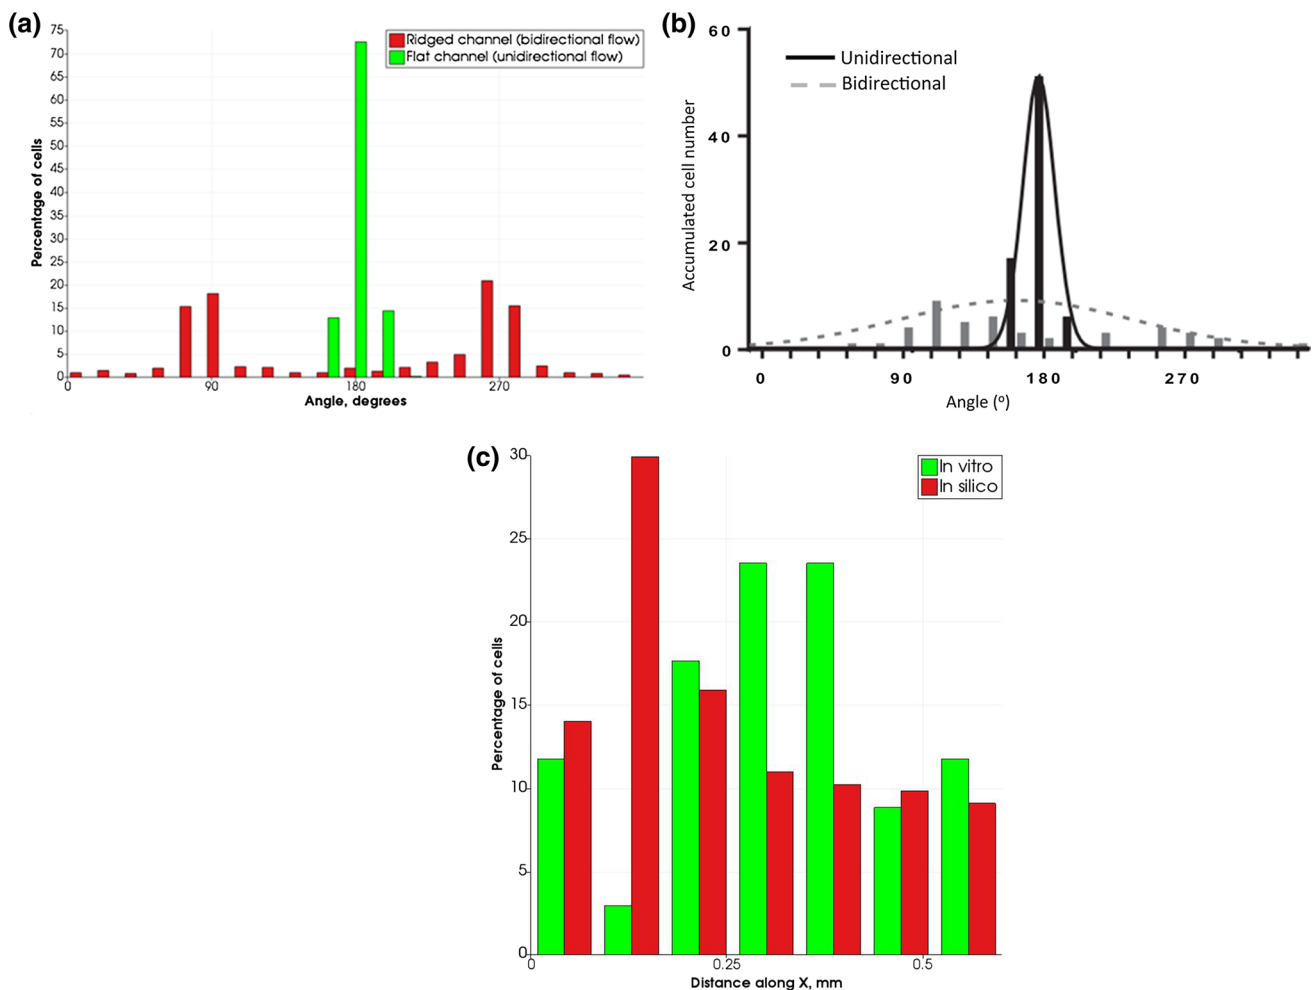 (a)
75
70
65
60
55
50
45
40
35
30
25
20
15
10
5
0
Percentage of cells
Ridged channel (bidirectional flow)
Flat channel (unidirectional flow)
0 90 180 270
Angle, degrees
(b)
60
40
20
0
Accumulated cell number
Unidirectional
Bidirectional
0 90 180 270
Angle (º)
(c)
30
25
20
15
10
5
0
Percentage of cells
In vitro
In silico
0 0.25 0.5
Distance along X, mm